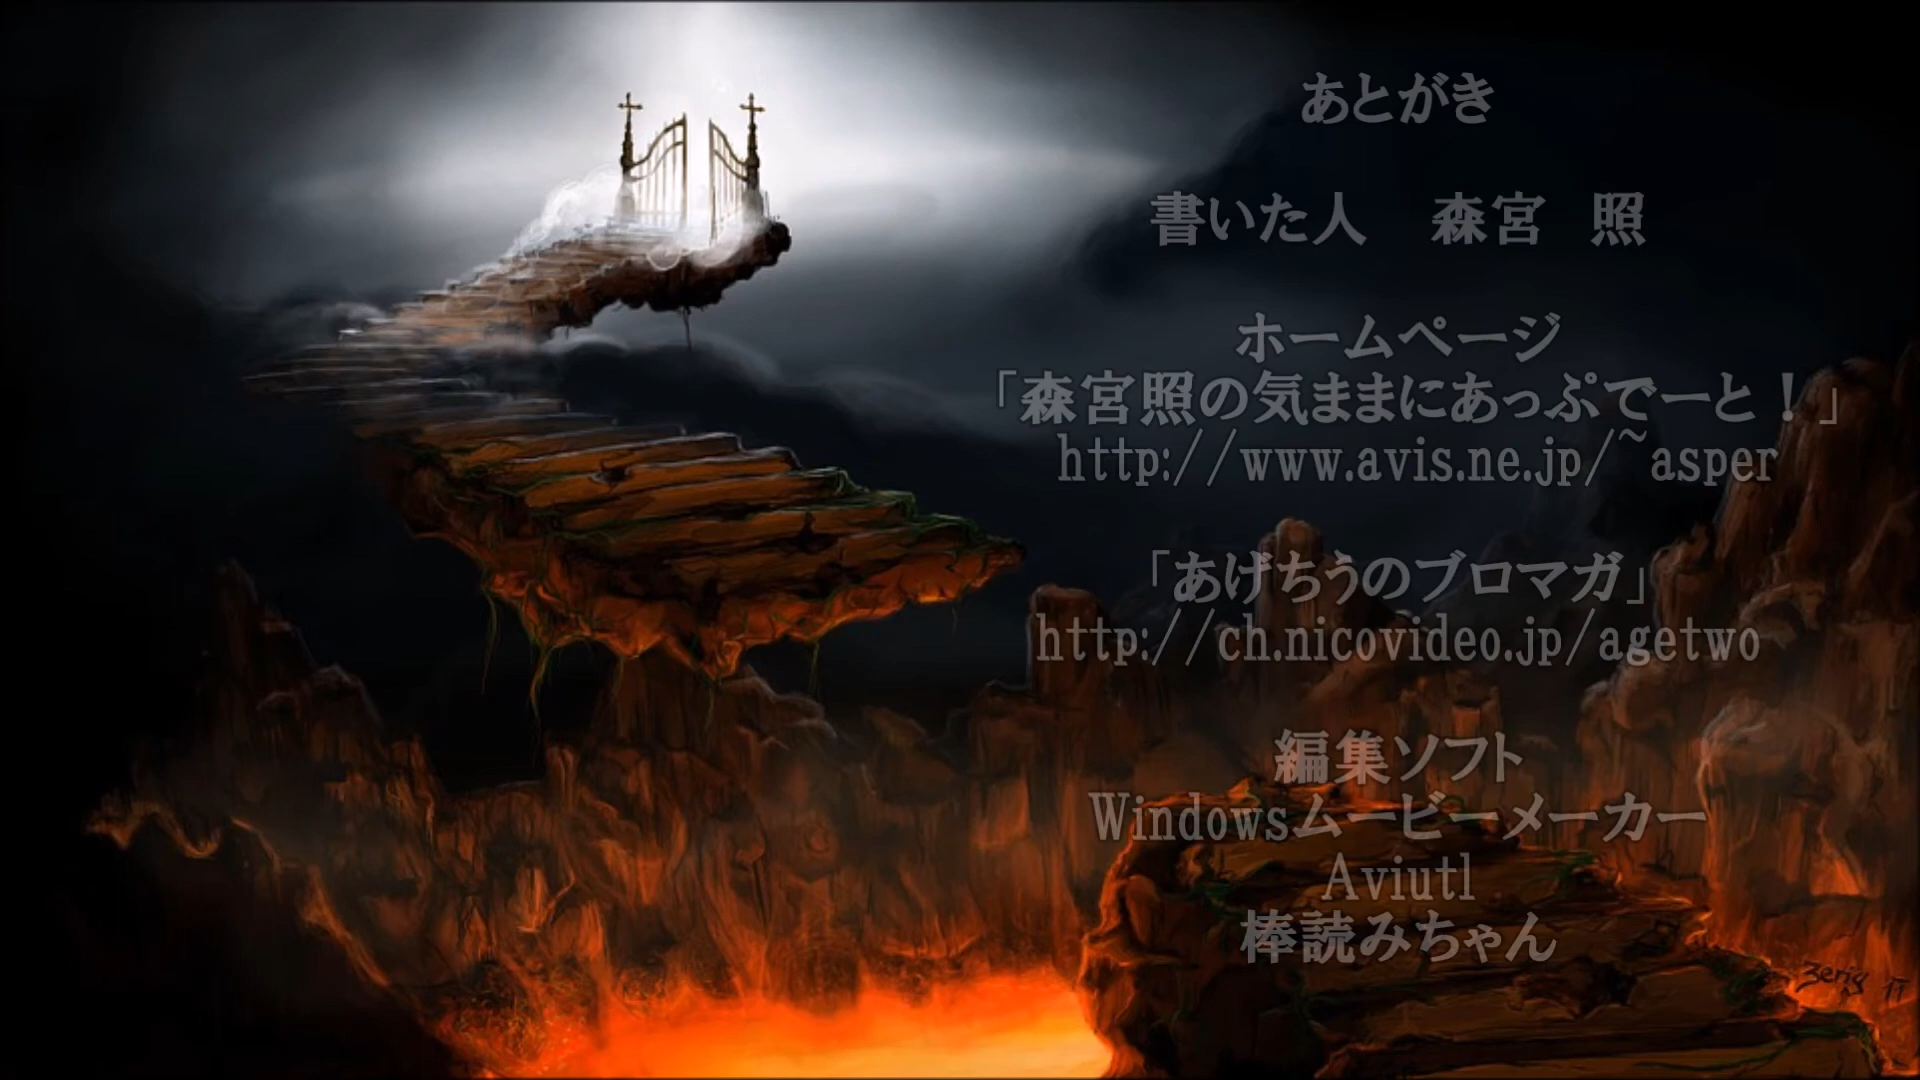 あとがき
書いた人　森宮　照
ホームページ
「森宮照の気ままにあっぷでーと！」
http://www.avis.ne.jp/~asper
「あげちうのブロマガ」
http://ch.nicovideo.jp/agetwo
編集ソフト
Windowsムービーメーカー
Aviutl
棒読みちゃん